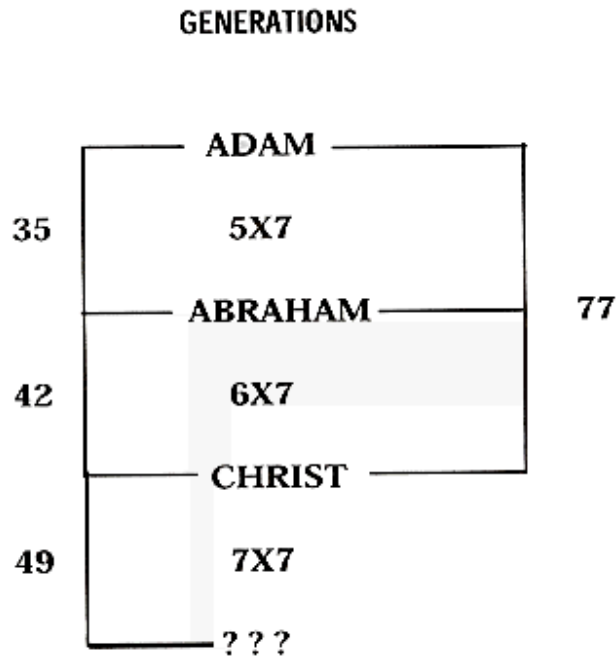 GENERATIONS
ADAM
35 5X7
ABRAHAM 77
42 6X7
CHRIST
49 7X7
? ? ?